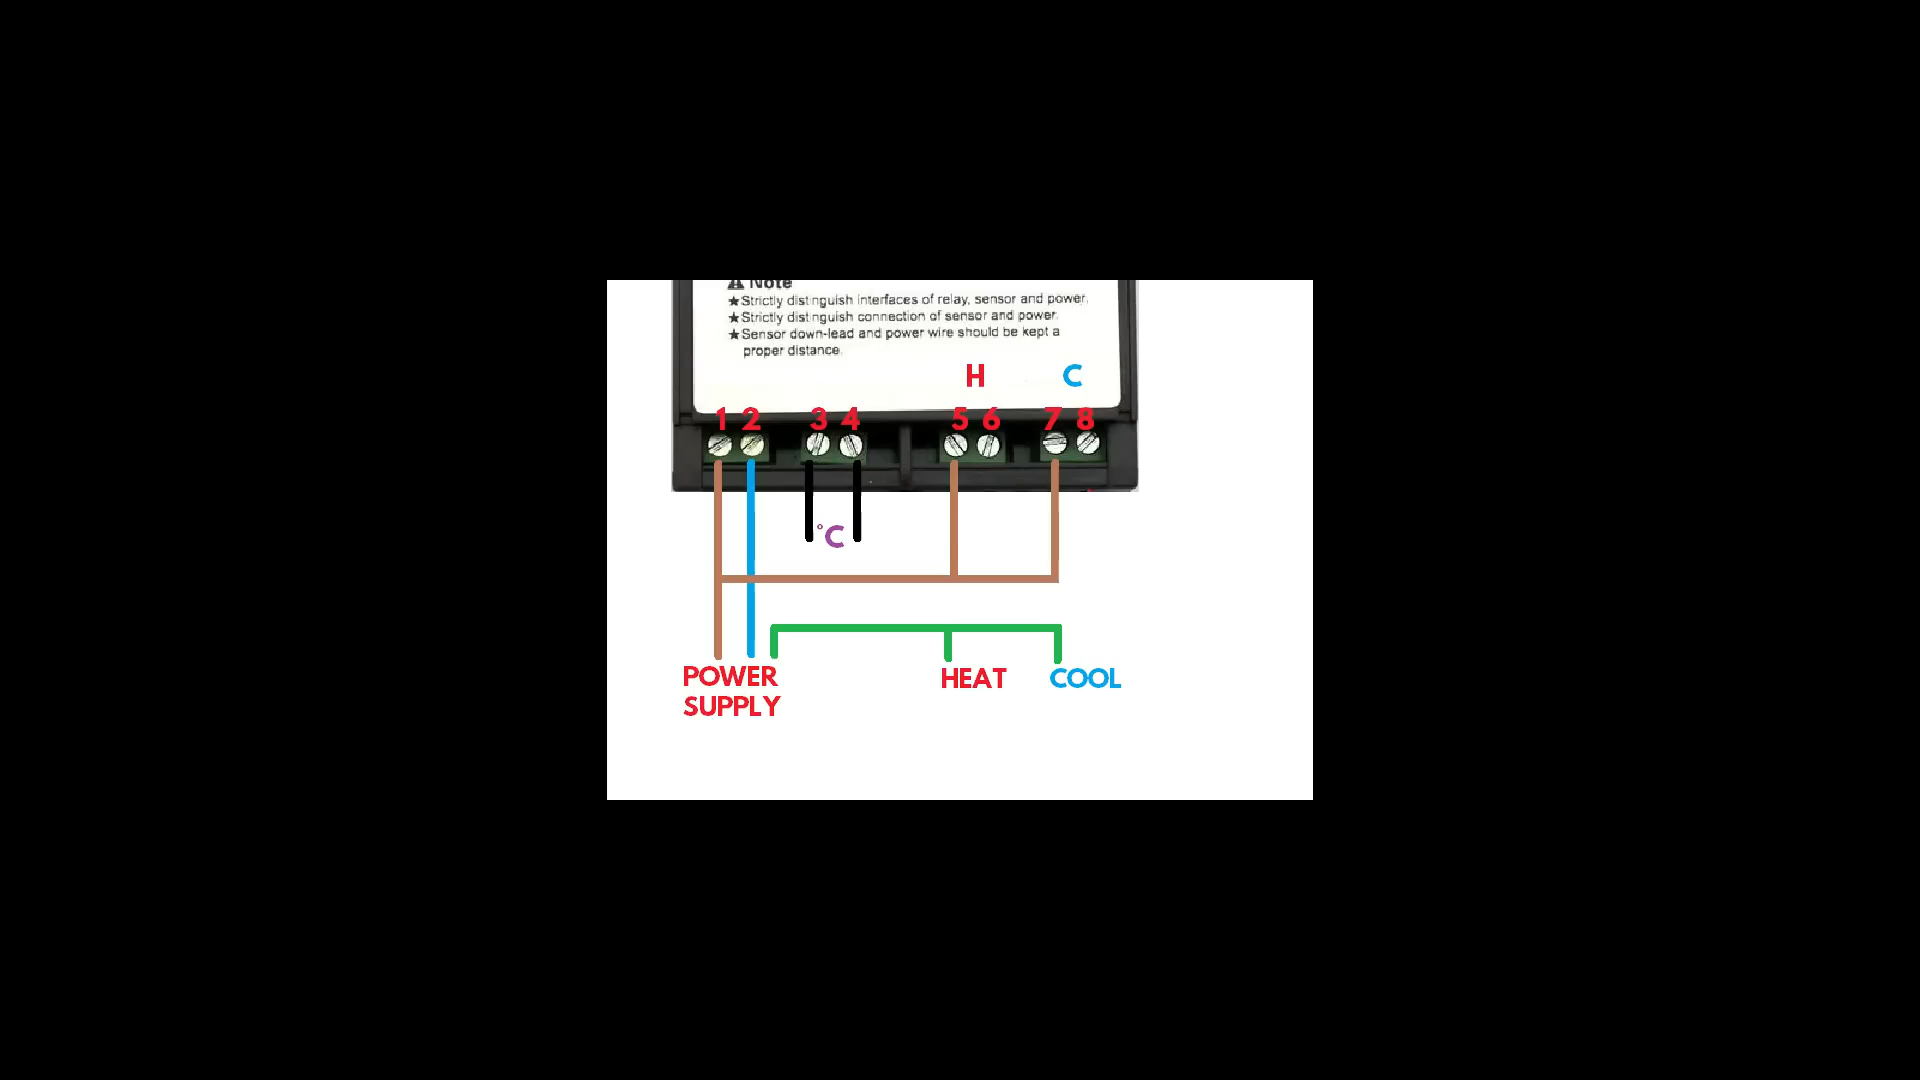 Note
★Strictly distinguish interfaces of relay, sensor and power.
★Strictly distinguish connection of sensor and power.
★Sensor down-lead and power wire should be kept a
proper distance.
H C
1 2 3 4 5 6 7 8
°C
POWER
SUPPLY
HEAT COOL